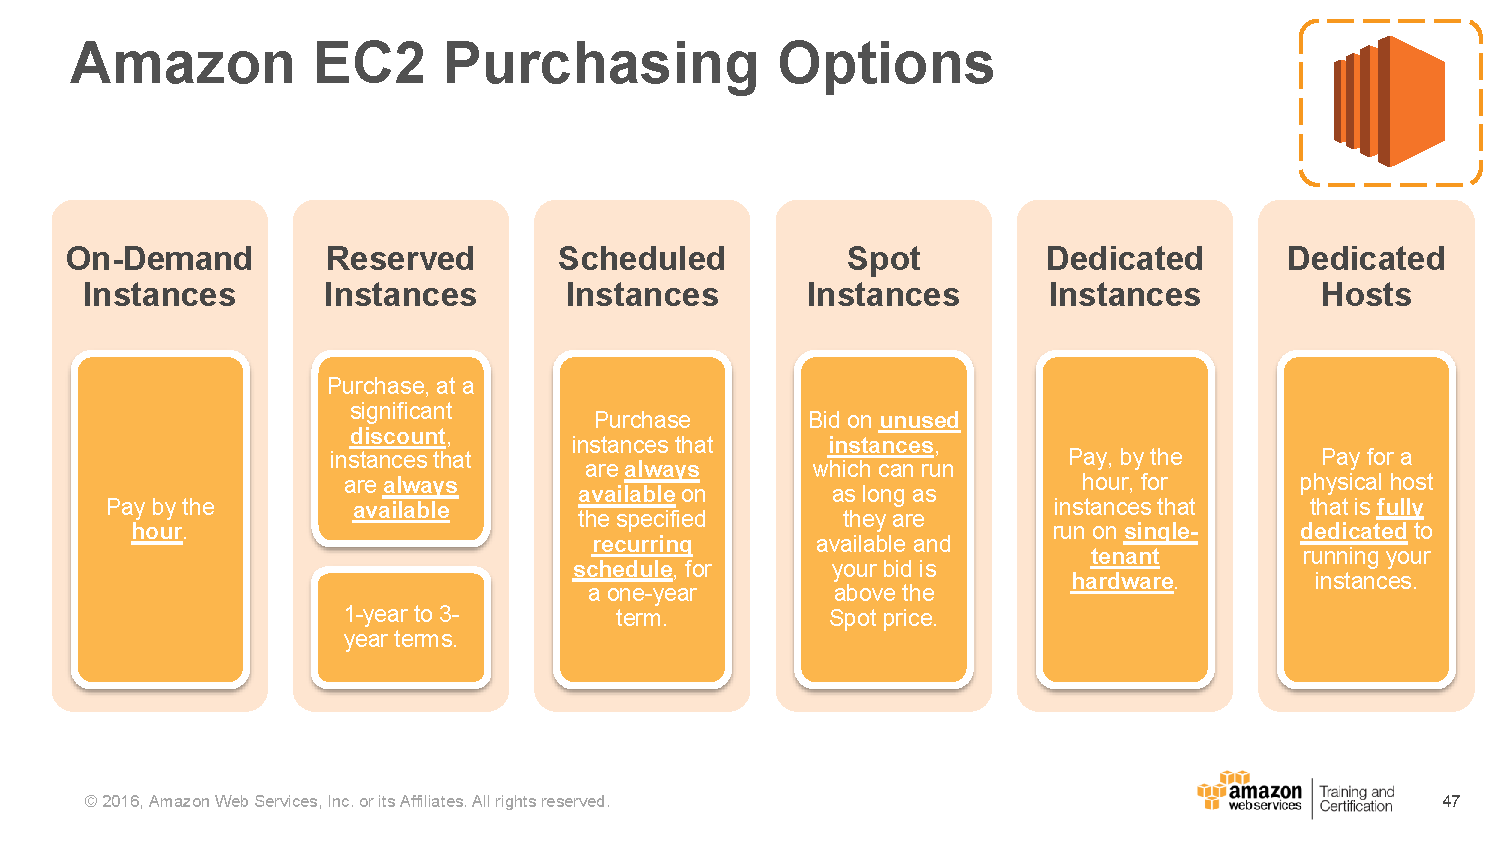 Amazon EC2 Purchasing Options
On-Demand
Instances
Pay by the
hour.
Reserved
Instances
Purchase, at a
significant
discount,
instances that
are always
available
1-year to 3-
year terms.
Scheduled
Instances
Purchase
instances that
are always
available on
the specified
recurring
schedule, for
a one-year
term.
Spot
Instances
Bid on unused
instances,
which can run
as long as
they are
available and
your bid is
above the
Spot price.
Dedicated
Instances
Pay, by the
hour, for
instances that
run on single-
tenant
hardware.
Dedicated
Hosts
Pay for a
physical host
that is fully
dedicated to
running your
instances.
© 2016, Amazon Web Services, Inc. or its Affiliates. All rights reserved.
amazon
web services
Training and
Certification
47